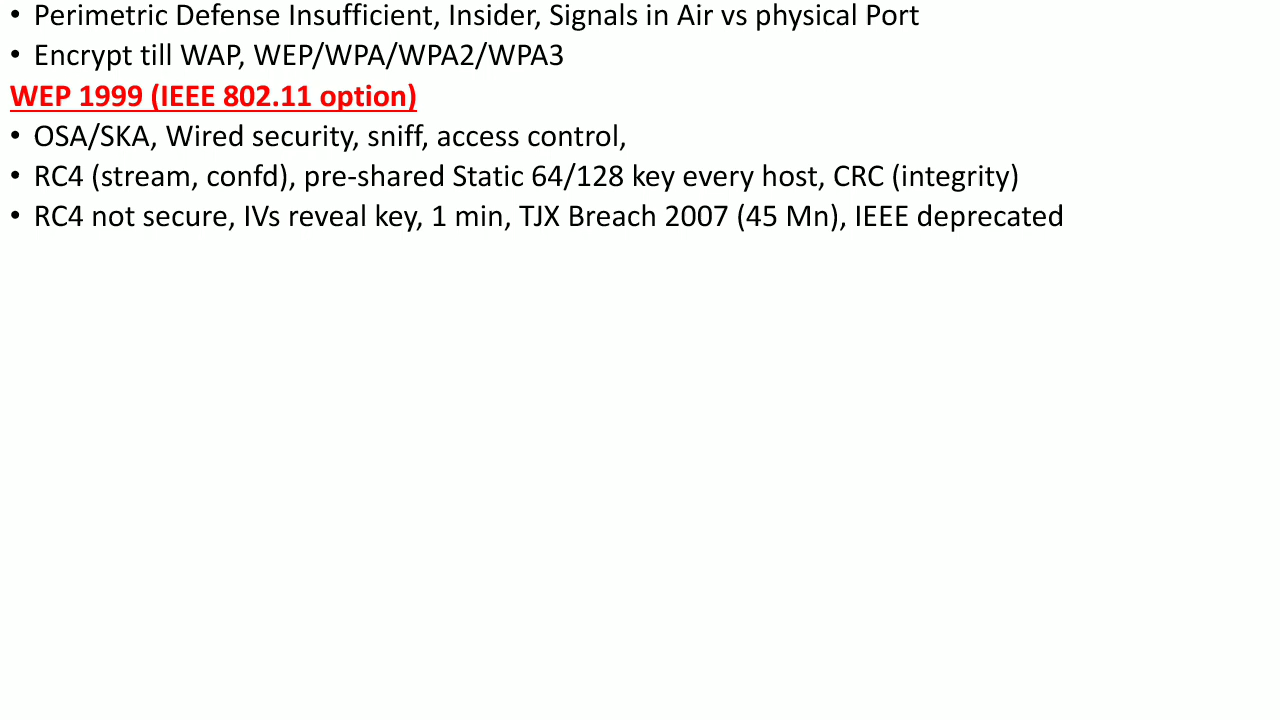 • Perimetric Defense Insufficient, Insider, Signals in Air vs physical Port
• Encrypt till WAP, WEP/WPA/WPA2/WPA3
WEP 1999 (IEEE 802.11 option)
• OSA/SKA, Wired security, sniff, access control,
• RC4 (stream, confd), pre-shared Static 64/128 key every host, CRC (integrity)
• RC4 not secure, IVs reveal key, 1 min, TJX Breach 2007 (45 Mn), IEEE deprecated